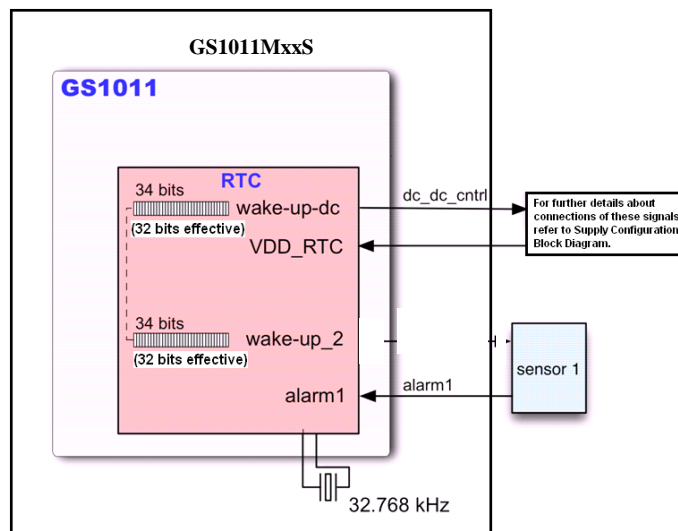 GS1011MxxS
GS1011
RTC
34 bits
wake-up-dc
(32 bits effective)
VDD_RTC
dc_dc_cntrl
For further details about
connections of these signals
refer to Supply Configuration
Block Diagram.
34 bits
wake-up_2
(32 bits effective)
sensor 1
alarm1
alarm1
32.768 kHz